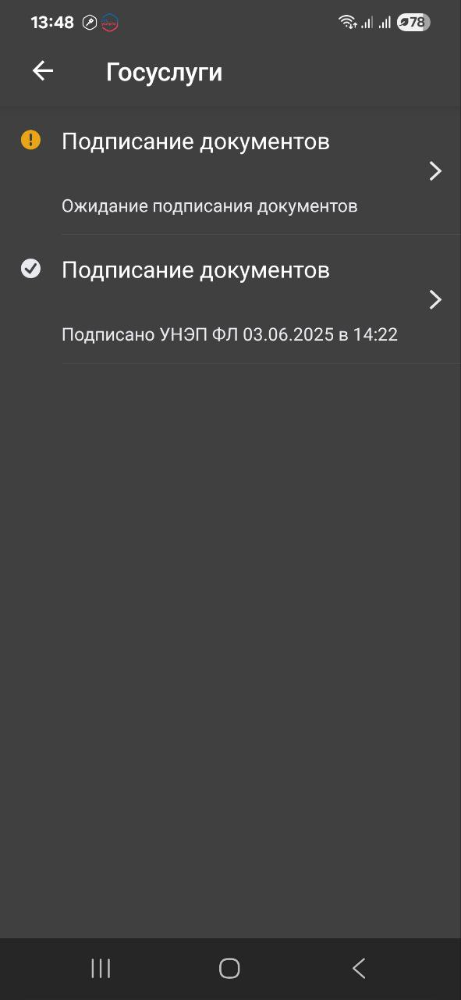 13:48
78
Госуслуги
Подписание документов
Ожидание подписания документов
Подписание документов
Подписано УНЭП ФЛ 03.06.2025 в 14:22